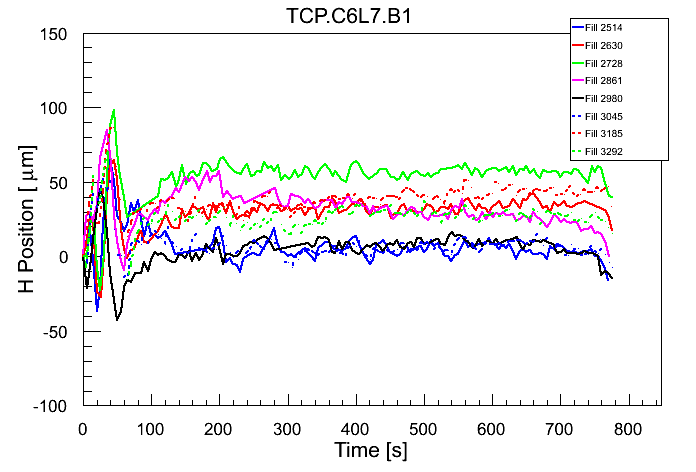 TCP.C6L7.B1
Fill 2514
Fill 2630
Fill 2728
Fill 2861
Fill 2980
Fill 3045
Fill 3185
Fill 3292
150
100
50
0
-50
-100
H Position [ μm]
0 100 200 300 400 500 600 700 800
Time [s]